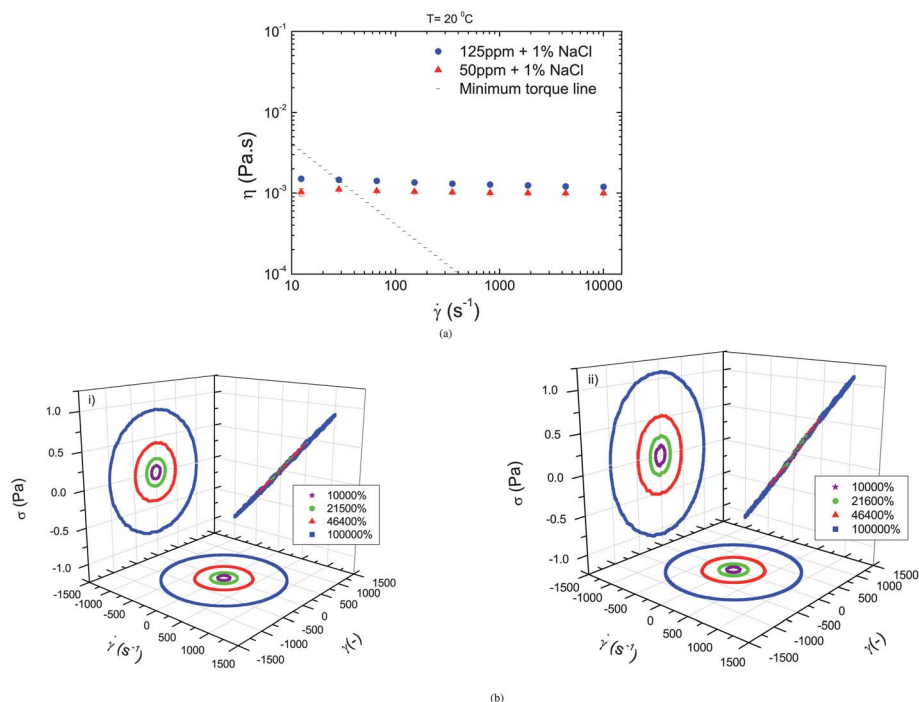 T= 20 ⁰C
125ppm + 1% NaCl
50ppm + 1% NaCl
Minimum torque line
η (Pa.s)
10⁻¹
10⁻²
10⁻³
10⁻⁴
10 100 1000 10000
γ̇ (s⁻¹)
(a)
i)
σ (Pa)
1.0
0.5
0.0
-0.5
-1.0
10000%
21500%
46400%
100000%
-1500
-1000
-500
0
500
1000
1500
γ̇ (s⁻¹)
-1500
-1000
-500
0
500
1000
1500
γ(-)
ii)
σ (Pa)
1.0
0.5
0.0
-0.5
-1.0
10000%
21600%
46400%
100000%
-1500
-1000
-500
0
500
1000
1500
γ̇ (s⁻¹)
-1500
-1000
-500
0
500
1000
1500
γ(-)
(b)